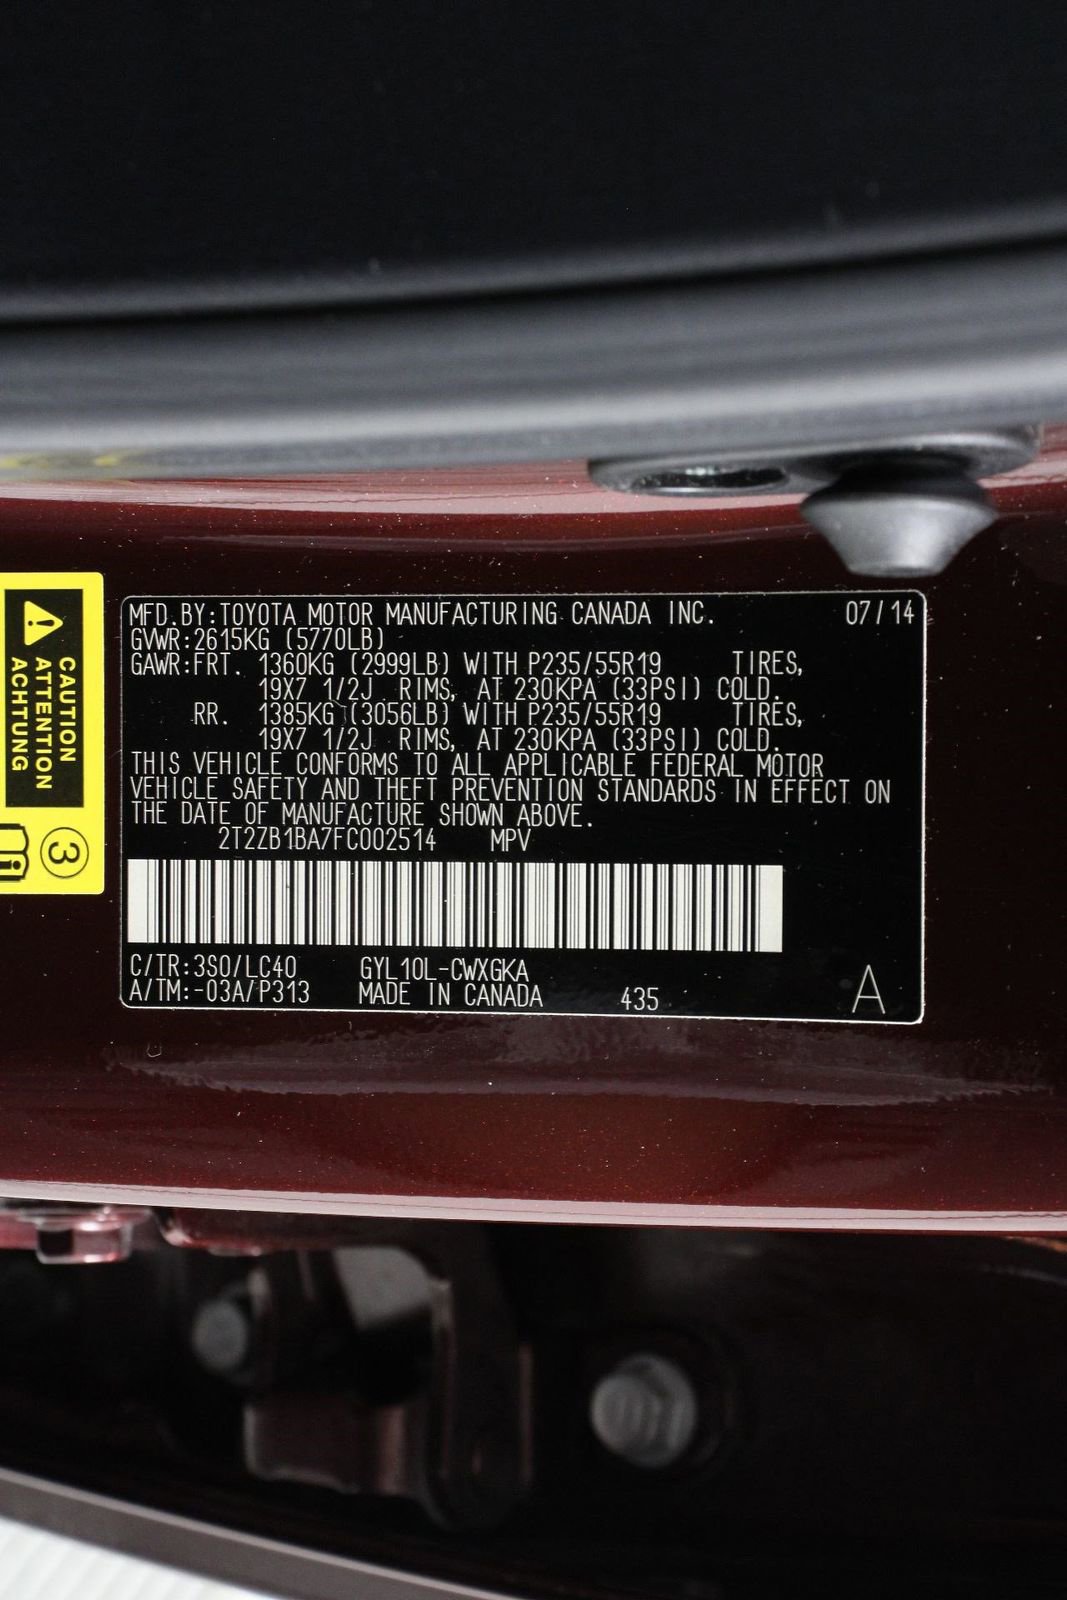 MFD.BY:TOYOTA MOTOR MANUFACTURING CANADA INC. 07/14
GVWR:2615KG (5770LB)
GAWR:FRT. 1360KG (2999LB) WITH P235/55R19 TIRES,
19X7 1/2J RIMS, AT 230KPA (33PSI) COLD.
RR. 1385KG (3056LB) WITH P235/55R19 TIRES,
19X7 1/2J RIMS, AT 230KPA (33PSI) COLD.
THIS VEHICLE CONFORMS TO ALL APPLICABLE FEDERAL MOTOR
VEHICLE SAFETY AND THEFT PREVENTION STANDARDS IN EFFECT ON
THE DATE OF MANUFACTURE SHOWN ABOVE.
2T2ZB1BA7FC002514 MPV
C/TR:3S0/LC40 GYL10L-CWXGKA
A/TM:-03A/P313 MADE IN CANADA 435 A
CAUTION
ATTENTION
ACHTUNG
3